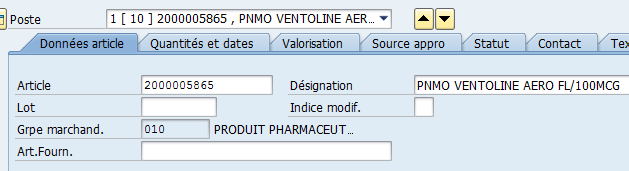 Poste 1 [ 10 ] 2000005865 , PNMO VENTOLINE AER...
Données article Quantités et dates Valorisation Source appro Statut Contact Tex
Article 2000005865 Désignation PNMO VENTOLINE AERO FL/100MCG
Lot Indice modif.
Grpe marchand. 010 PRODUIT PHARMACEUT...
Art.Fourn.